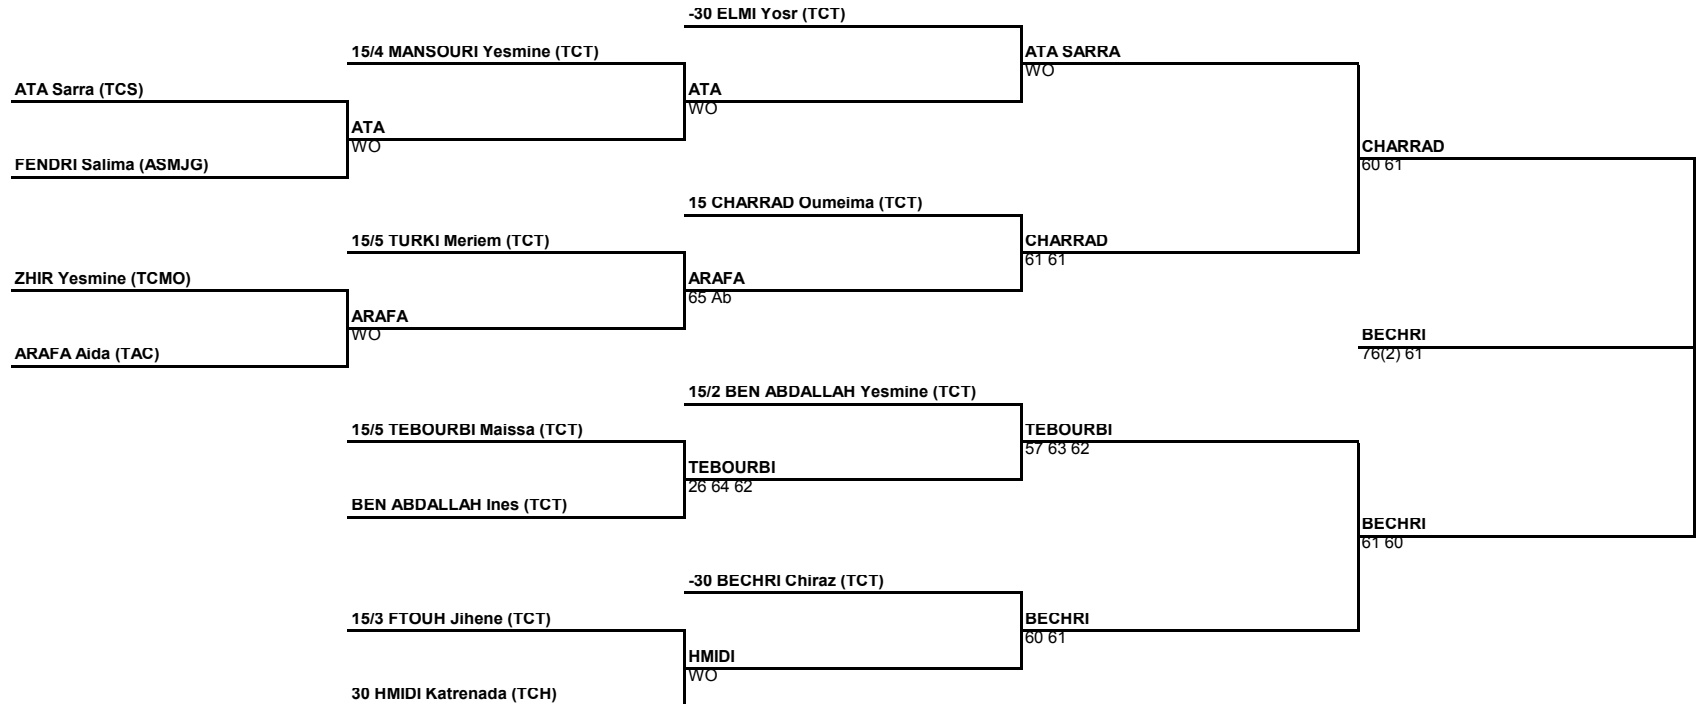 -30 ELMI Yosr (TCT)
15/4 MANSOURI Yesmine (TCT)
ATA SARRA
WO
ATA Sarra (TCS)
ATA
WO
ATA
WO
FENDRI Salima (ASMJG)
CHARRAD
60 61
15 CHARRAD Oumeima (TCT)
15/5 TURKI Meriem (TCT)
CHARRAD
61 61
ZHIR Yesmine (TCMO)
ARAFA
65 Ab
ARAFA
WO
ARAFA Aida (TAC)
BECHRI
76(2) 61
15/2 BEN ABDALLAH Yesmine (TCT)
15/5 TEBOURBI Maissa (TCT)
TEBOURBI
57 63 62
TEBOURBI
26 64 62
BEN ABDALLAH Ines (TCT)
BECHRI
61 60
-30 BECHRI Chiraz (TCT)
15/3 FTOUH Jihene (TCT)
BECHRI
60 61
HMIDI
WO
30 HMIDI Katrenada (TCH)